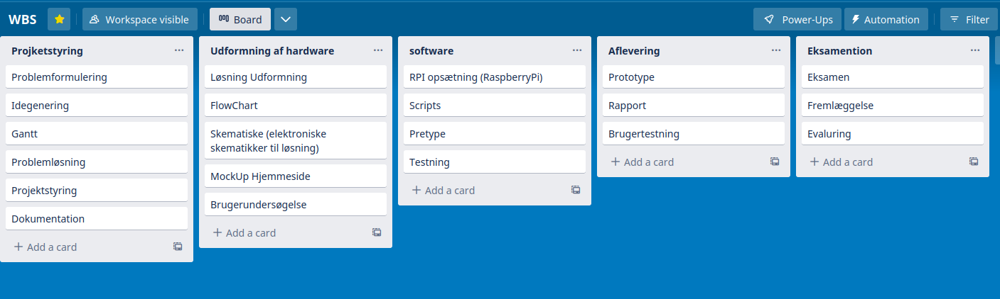 WBS
Workspace visible
Board
Power-Ups
Automation
Filter
Projketstyring
Problemformulering
Idegenering
Gantt
Problemløsning
Projektstyring
Dokumentation
Add a card
Udformning af hardware
Løsning Udformning
FlowChart
Skematiske (elektroniske
skematikker til løsning)
MockUp Hjemmeside
Brugerundersøgelse
Add a card
software
RPI opsætning (RaspberryPi)
Scripts
Pretype
Testning
Add a card
Aflevering
Prototype
Rapport
Brugertestning
Add a card
Eksamention
Eksamen
Fremlæggelse
Evaluring
Add a card